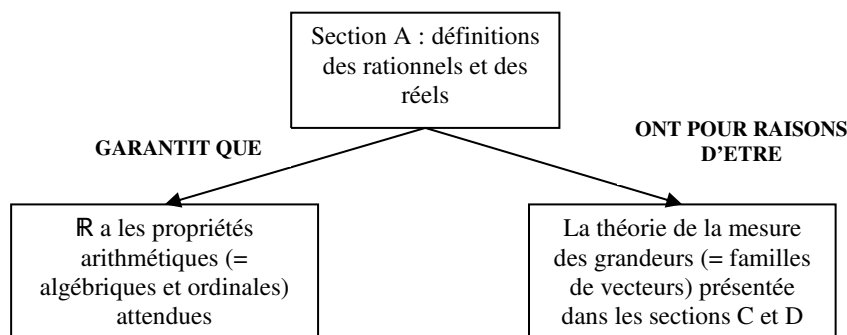 Section A : définitions
des rationnels et des
réels
GARANTIT QUE
ONT POUR RAISONS
D'ETRE
ℝ a les propriétés
arithmétiques (=
algébriques et ordinales)
attendues
La théorie de la mesure
des grandeurs (= familles
de vecteurs) présentée
dans les sections C et D